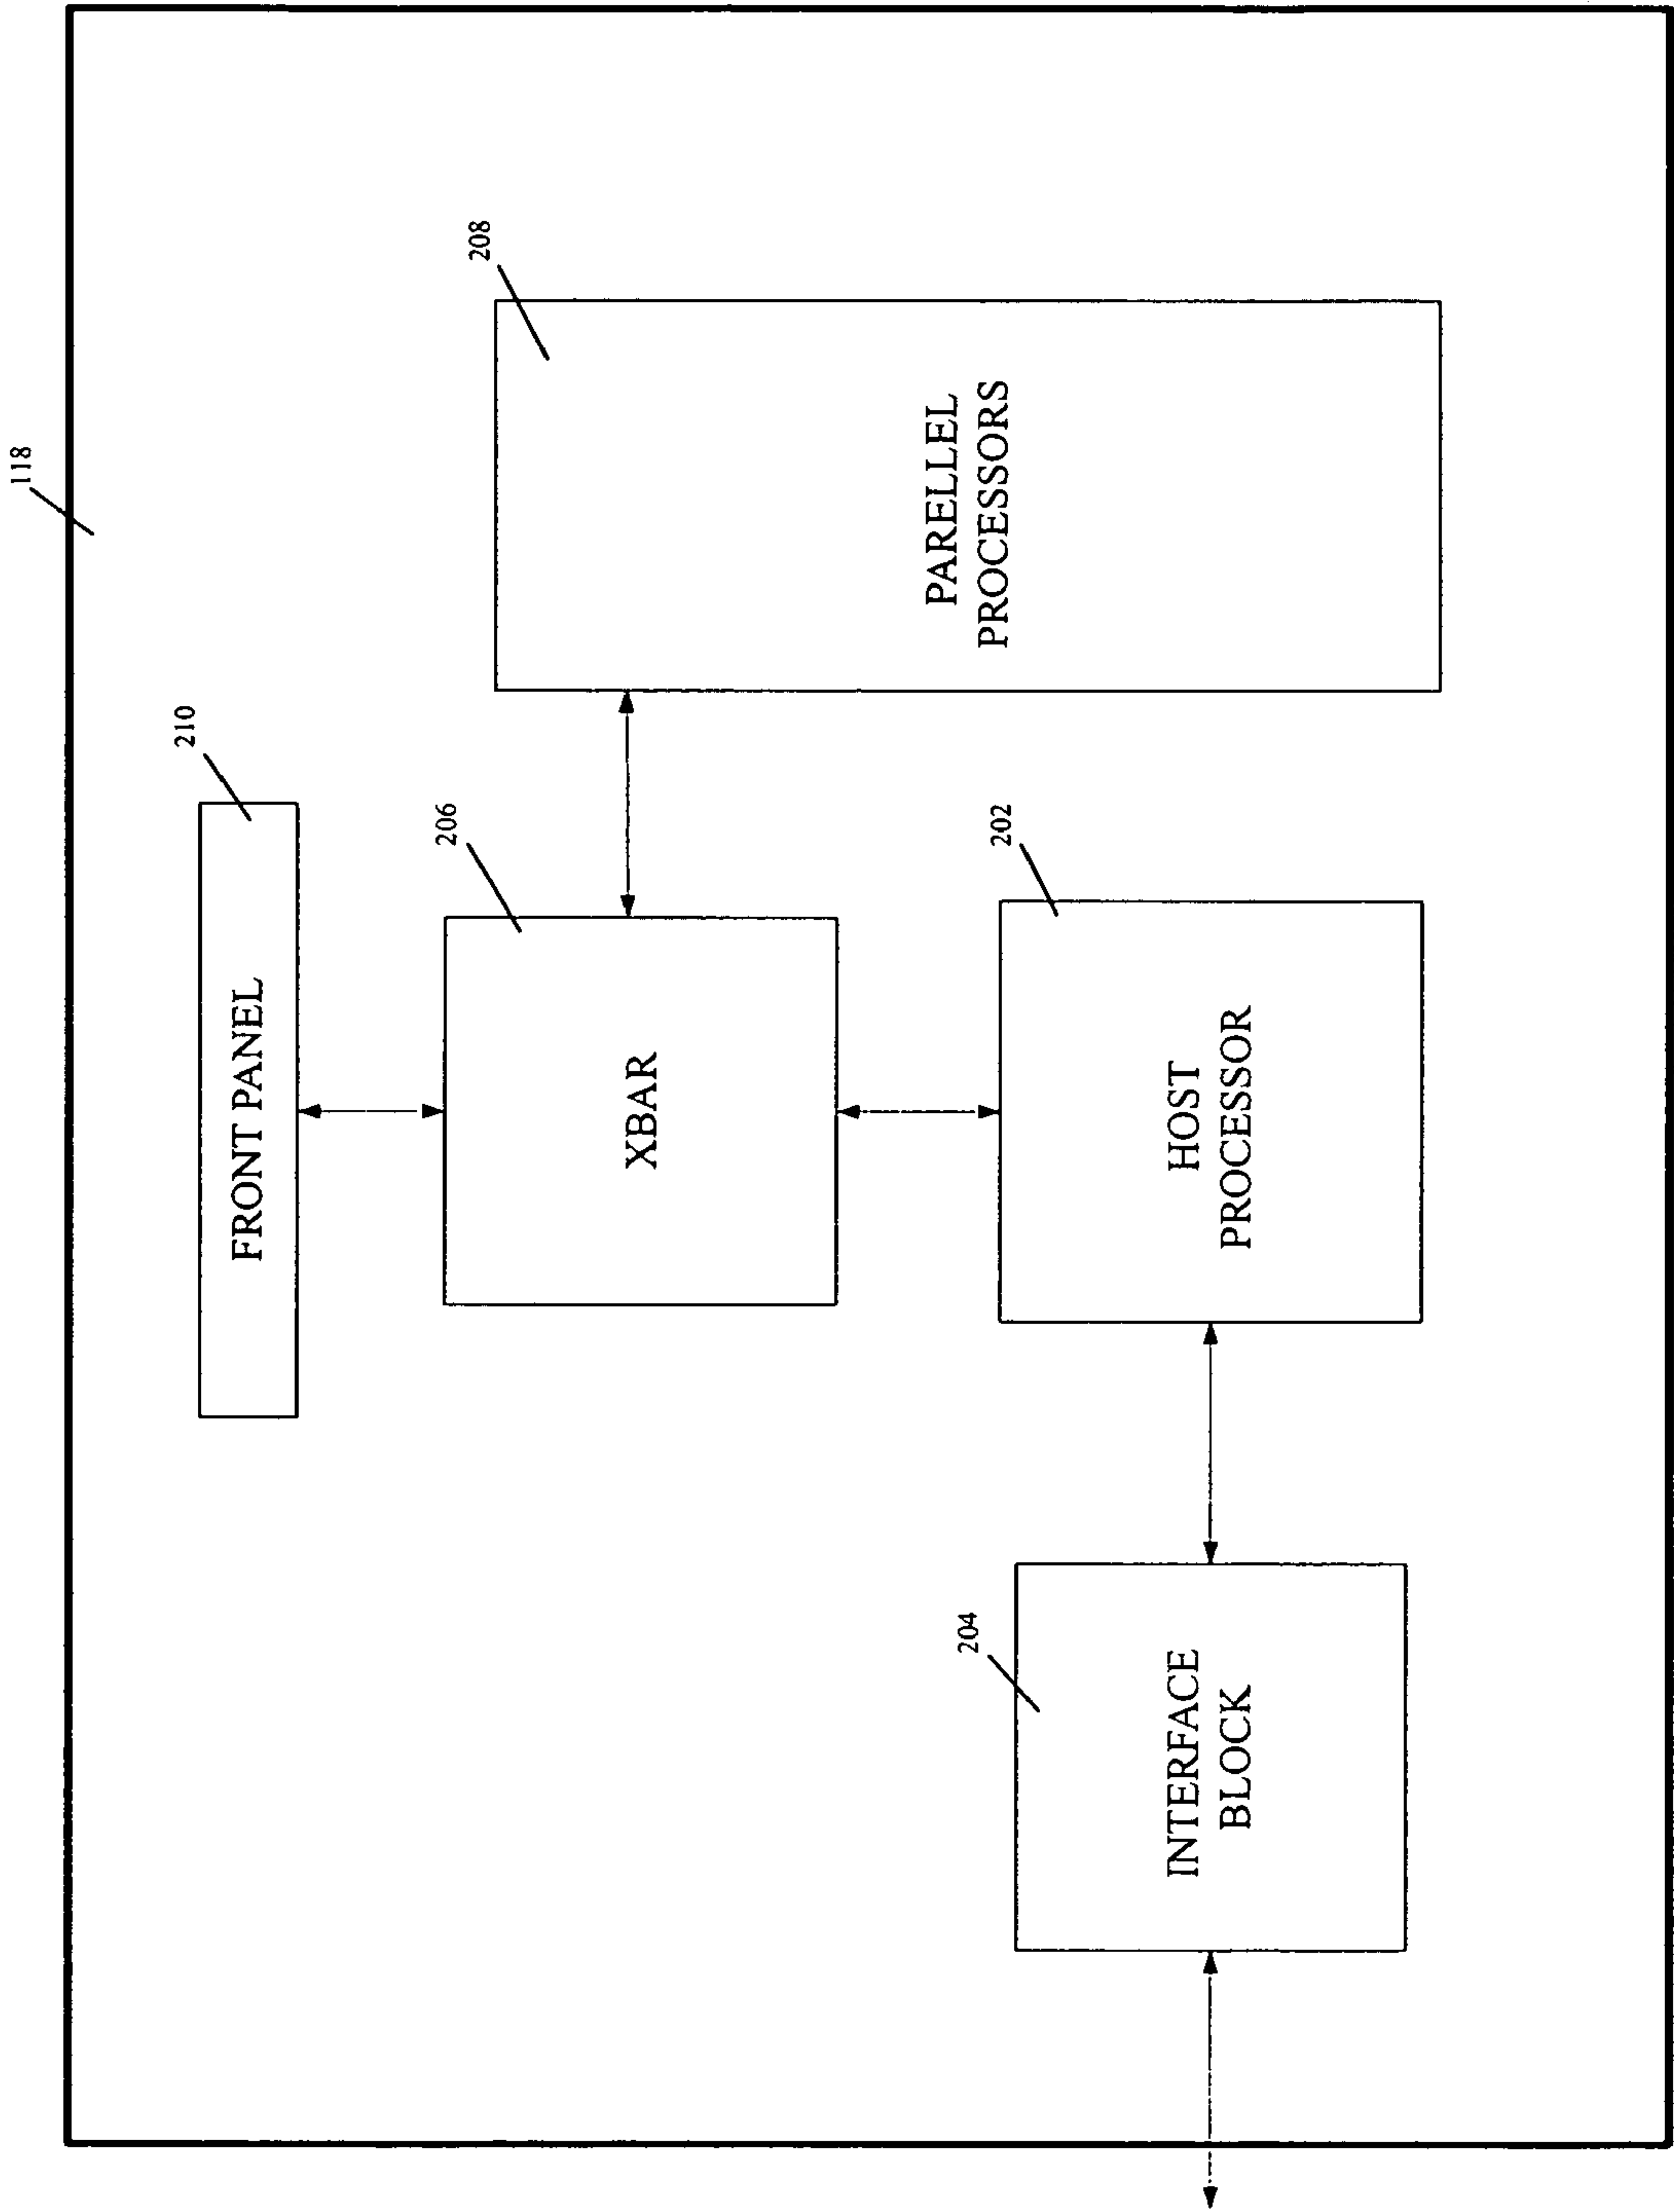 118
210
FRONT PANEL
206
XBAR
208
PARELLEL
PROCESSORS
204
INTERFACE
BLOCK
202
HOST
PROCESSOR